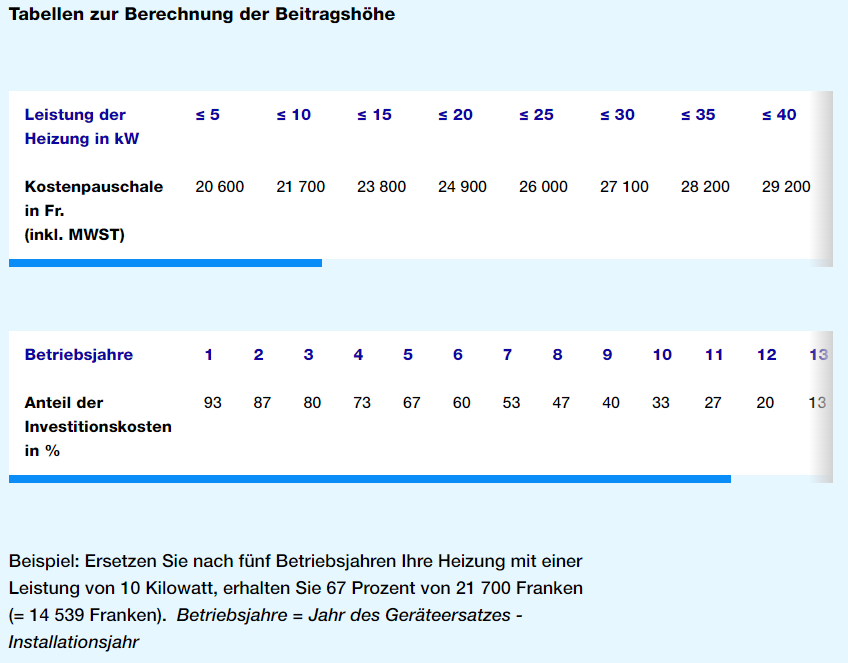 Tabellen zur Berechnung der Beitragshöhe
Leistung der Heizung in kW ≤ 5 ≤ 10 ≤ 15 ≤ 20 ≤ 25 ≤ 30 ≤ 35 ≤ 40
Kostenpauschale in Fr. (inkl. MWST) 20 600 21 700 23 800 24 900 26 000 27 100 28 200 29 200
Betriebsjahre 1 2 3 4 5 6 7 8 9 10 11 12 13
Anteil der Investitionskosten in % 93 87 80 73 67 60 53 47 40 33 27 20 13
Beispiel: Ersetzen Sie nach fünf Betriebsjahren Ihre Heizung mit einer
Leistung von 10 Kilowatt, erhalten Sie 67 Prozent von 21 700 Franken
(= 14 539 Franken). Betriebsjahre = Jahr des Geräteersatzes -
Installationsjahr